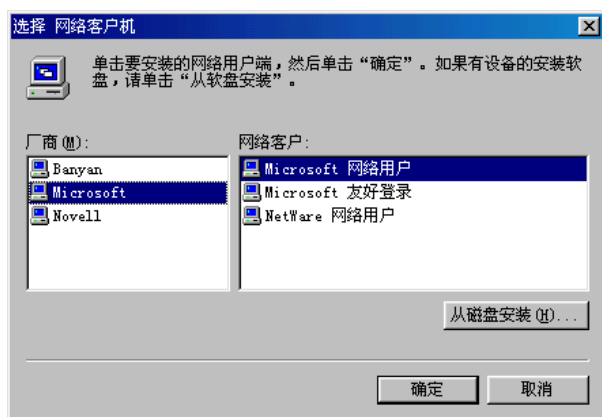 选择 网络客户机
单击要安装的网络用户端，然后单击“确定”。如果有设备的安装软
盘，请单击“从软盘安装”。
厂商(M):
网络客户:
Banyan
Microsoft
Novell
Microsoft 网络用户
Microsoft 友好登录
NetWare 网络用户
从磁盘安装(H)...
确定
取消